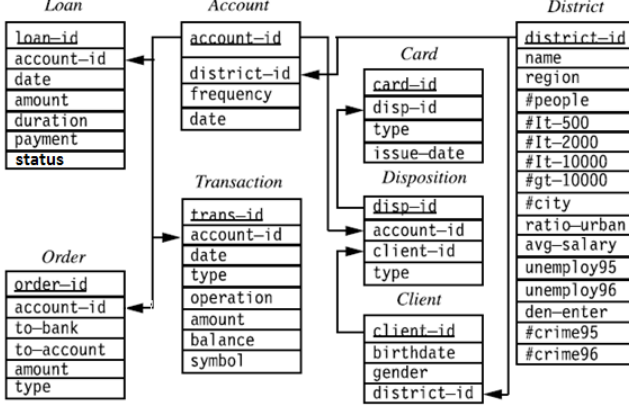 Loan
loan-id
account-id
date
amount
duration
payment
status
Account
account-id
district-id
frequency
date
Card
card-id
disp-id
type
issue-date
District
district-id
name
region
#people
#It-500
#It-2000
#It-10000
#gt-10000
#city
ratio-urban
avg-salary
unemploy95
unemploy96
den-enter
#crime95
#crime96
Transaction
trans-id
account-id
date
type
operation
amount
balance
symbol
Disposition
disp-id
account-id
client-id
type
Order
order-id
account-id
to-bank
to-account
amount
type
Client
client-id
birthdate
gender
district-id